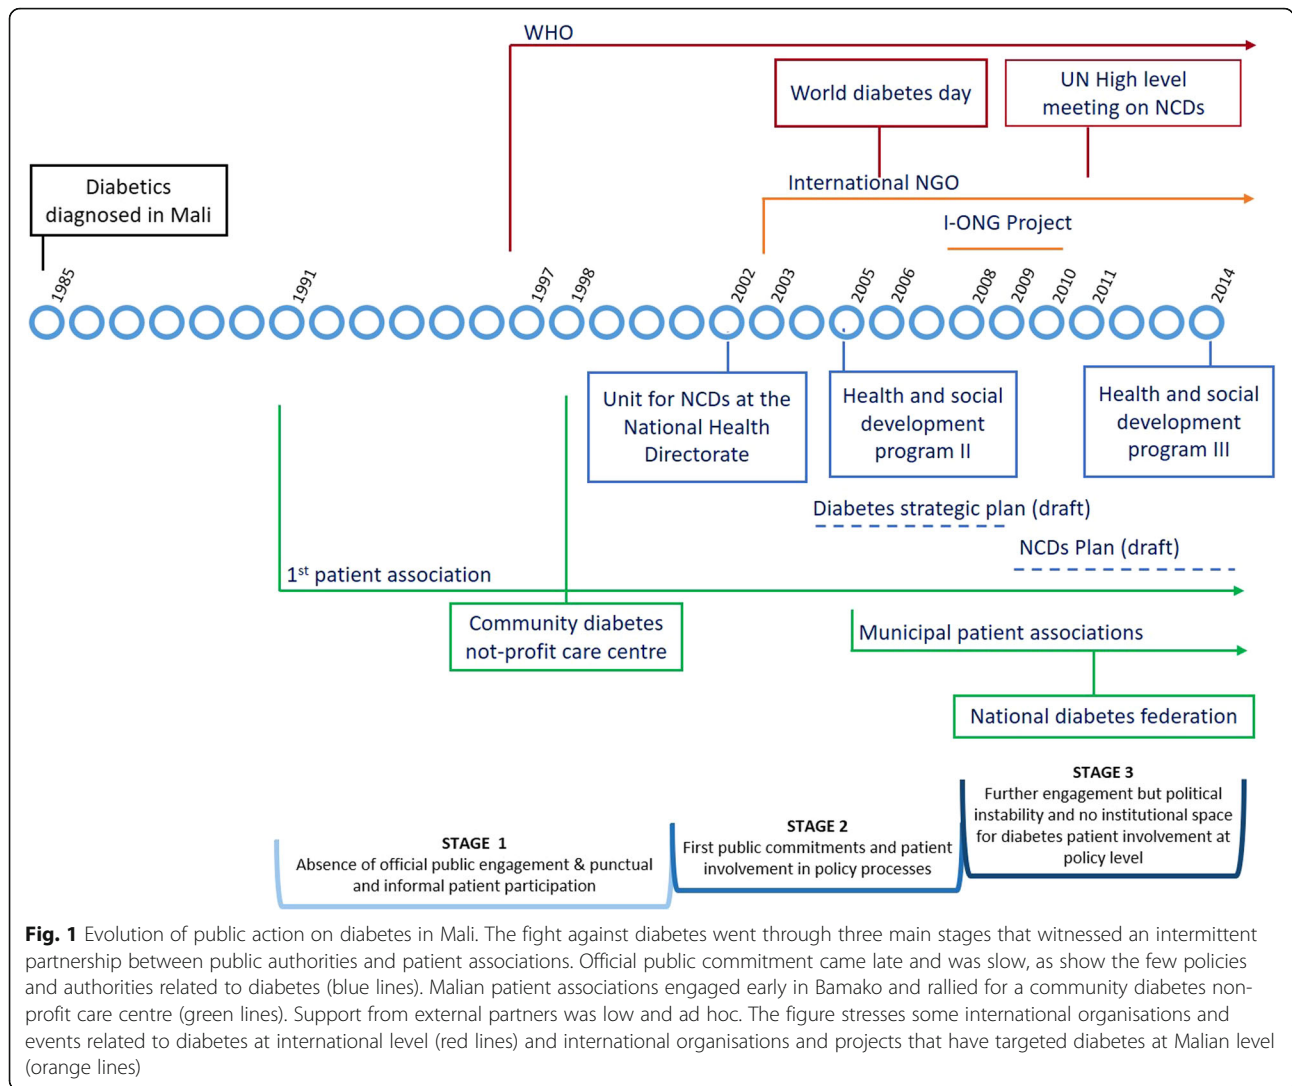 WHO
World diabetes day
UN High level
meeting on NCDs
Diabetics
diagnosed in Mali
International NGO
I-ONG Project
1985
1991
1997
1998
2002
2003
2005
2006
2008
2009
2010
2011
2014
Unit for NCDs at the
National Health
Directorate
Health and social
development
program II
Health and social
development
program III
Diabetes strategic plan (draft)
NCDs Plan (draft)
1st patient association
Community diabetes
not-profit care centre
Municipal patient associations
National diabetes federation
STAGE 1
Absence of official public engagement & punctual
and informal patient participation
STAGE 2
First public commitments and patient
involvement in policy processes
STAGE 3
Further engagement but political
instability and no institutional space
for diabetes patient involvement at
policy level
Fig. 1 Evolution of public action on diabetes in Mali. The fight against diabetes went through three main stages that witnessed an intermittent
partnership between public authorities and patient associations. Official public commitment came late and was slow, as show the few policies
and authorities related to diabetes (blue lines). Malian patient associations engaged early in Bamako and rallied for a community diabetes non-
profit care centre (green lines). Support from external partners was low and ad hoc. The figure stresses some international organisations and
events related to diabetes at international level (red lines) and international organisations and projects that have targeted diabetes at Malian level
(orange lines)